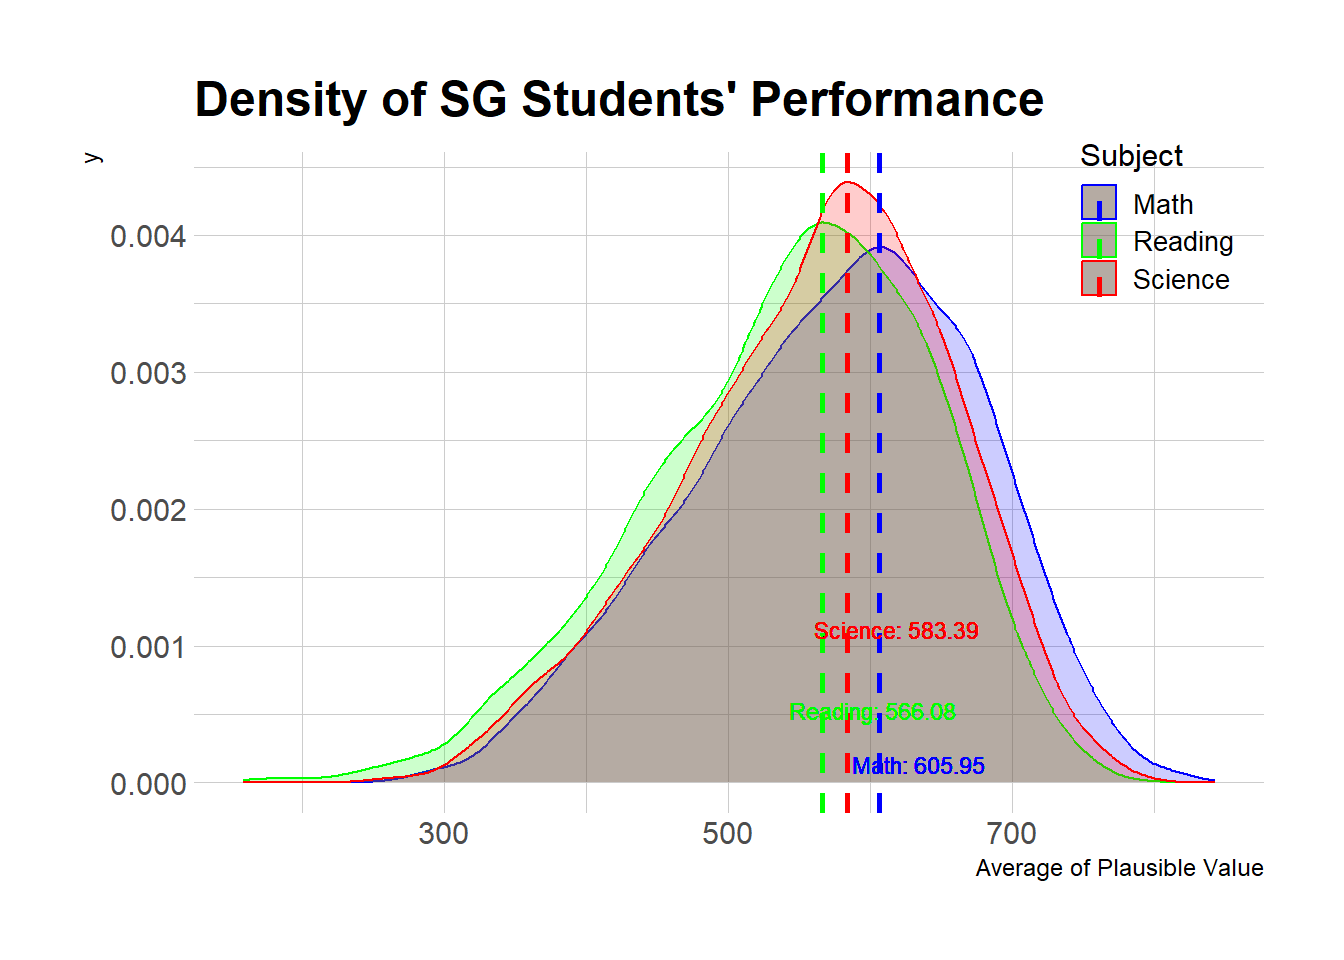 Density of SG Students' Performance
y
Subject
Math
Reading
Science
0.004
0.003
0.002
0.001
0.000
Science: 583.39
Reading: 566.08
Math: 605.95
300
500
700
Average of Plausible Value